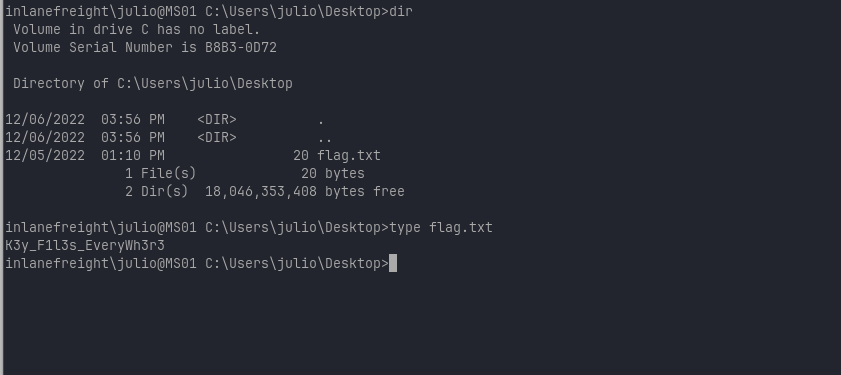 inlanefreight\julio@MS01 C:\Users\julio\Desktop>dir
 Volume in drive C has no label.
 Volume Serial Number is B8B3-0D72

 Directory of C:\Users\julio\Desktop

12/06/2022  03:56 PM    <DIR>          .
12/06/2022  03:56 PM    <DIR>          ..
12/05/2022  01:10 PM                20 flag.txt
               1 File(s)             20 bytes
               2 Dir(s)  18,046,353,408 bytes free

inlanefreight\julio@MS01 C:\Users\julio\Desktop>type flag.txt
K3y_F1l3s_EveryWh3r3
inlanefreight\julio@MS01 C:\Users\julio\Desktop>